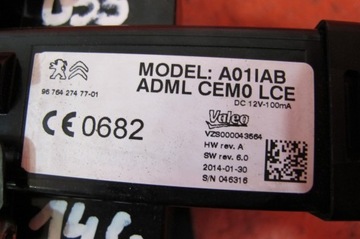 MODEL: A01IAB
ADML CEM0 LCE
DC 12V-100mA
96 764 274 77-01
CE 0682
Valeo
VZS000043664
HW rev. A
SW rev. 6.0
2014-01-30
S/N 046316